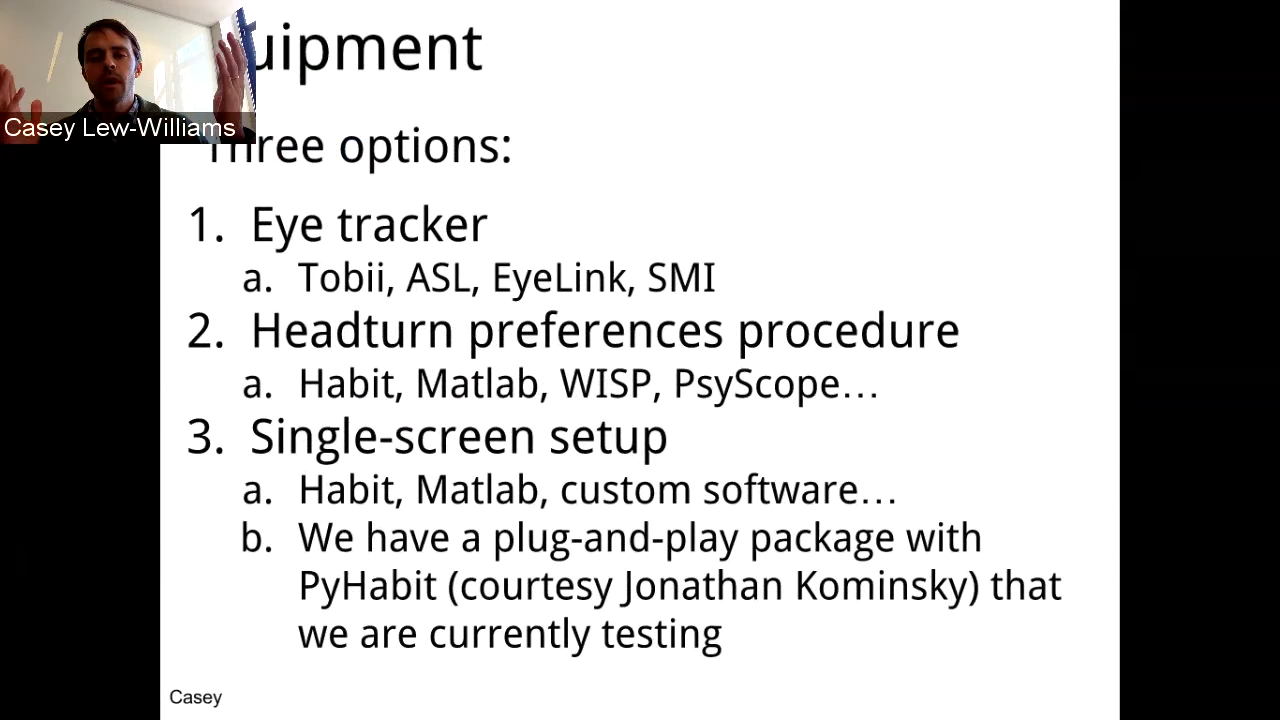 uipment
Casey Lew-Williams
Three options:
1. Eye tracker
a. Tobii, ASL, EyeLink, SMI
2. Headturn preferences procedure
a. Habit, Matlab, WISP, PsyScope…
3. Single-screen setup
a. Habit, Matlab, custom software…
b. We have a plug-and-play package with
PyHabit (courtesy Jonathan Kominsky) that
we are currently testing
Casey